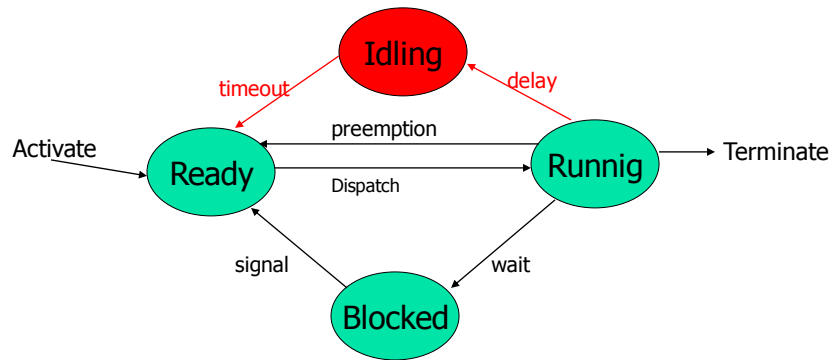 Idling
timeout
delay
preemption
Activate
Ready
Runnig
Terminate
Dispatch
signal
wait
Blocked